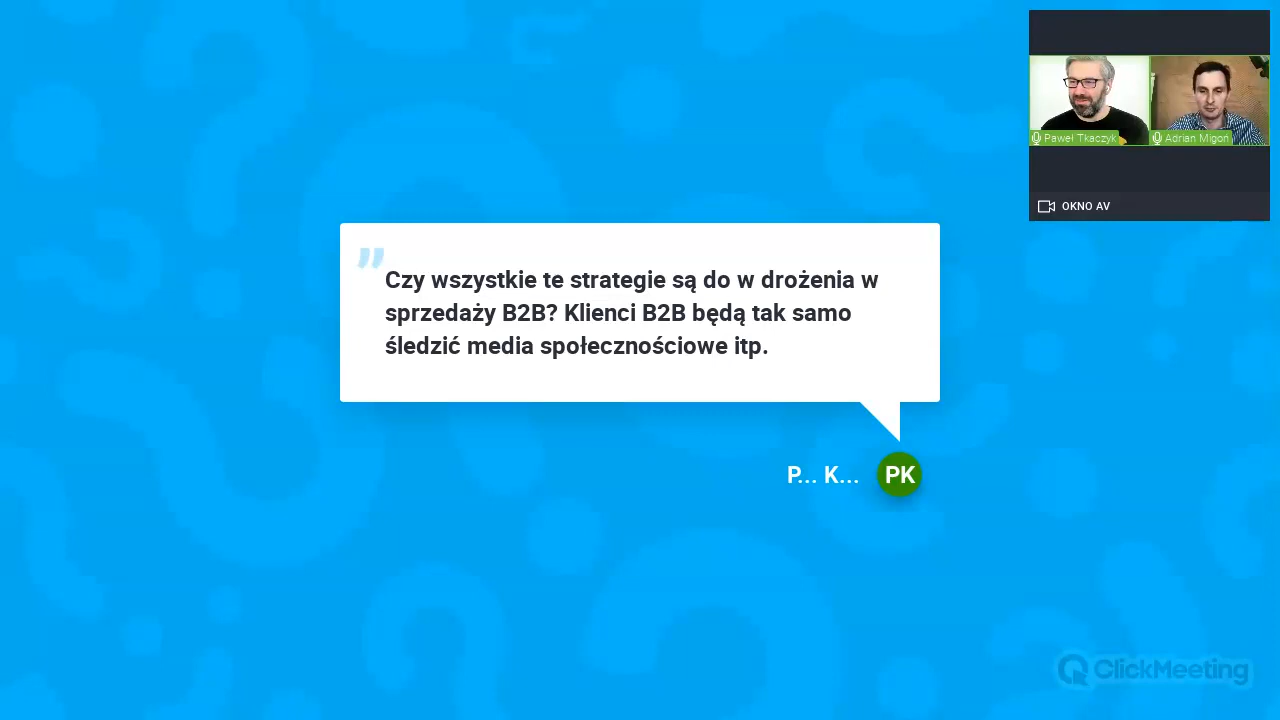 Paweł Tkaczyk
Adrian Migoń
OKNO AV
Czy wszystkie te strategie są do w drożenia w
sprzedaży B2B? Klienci B2B będą tak samo
śledzić media społecznościowe itp.
P... K... PK
ClickMeeting